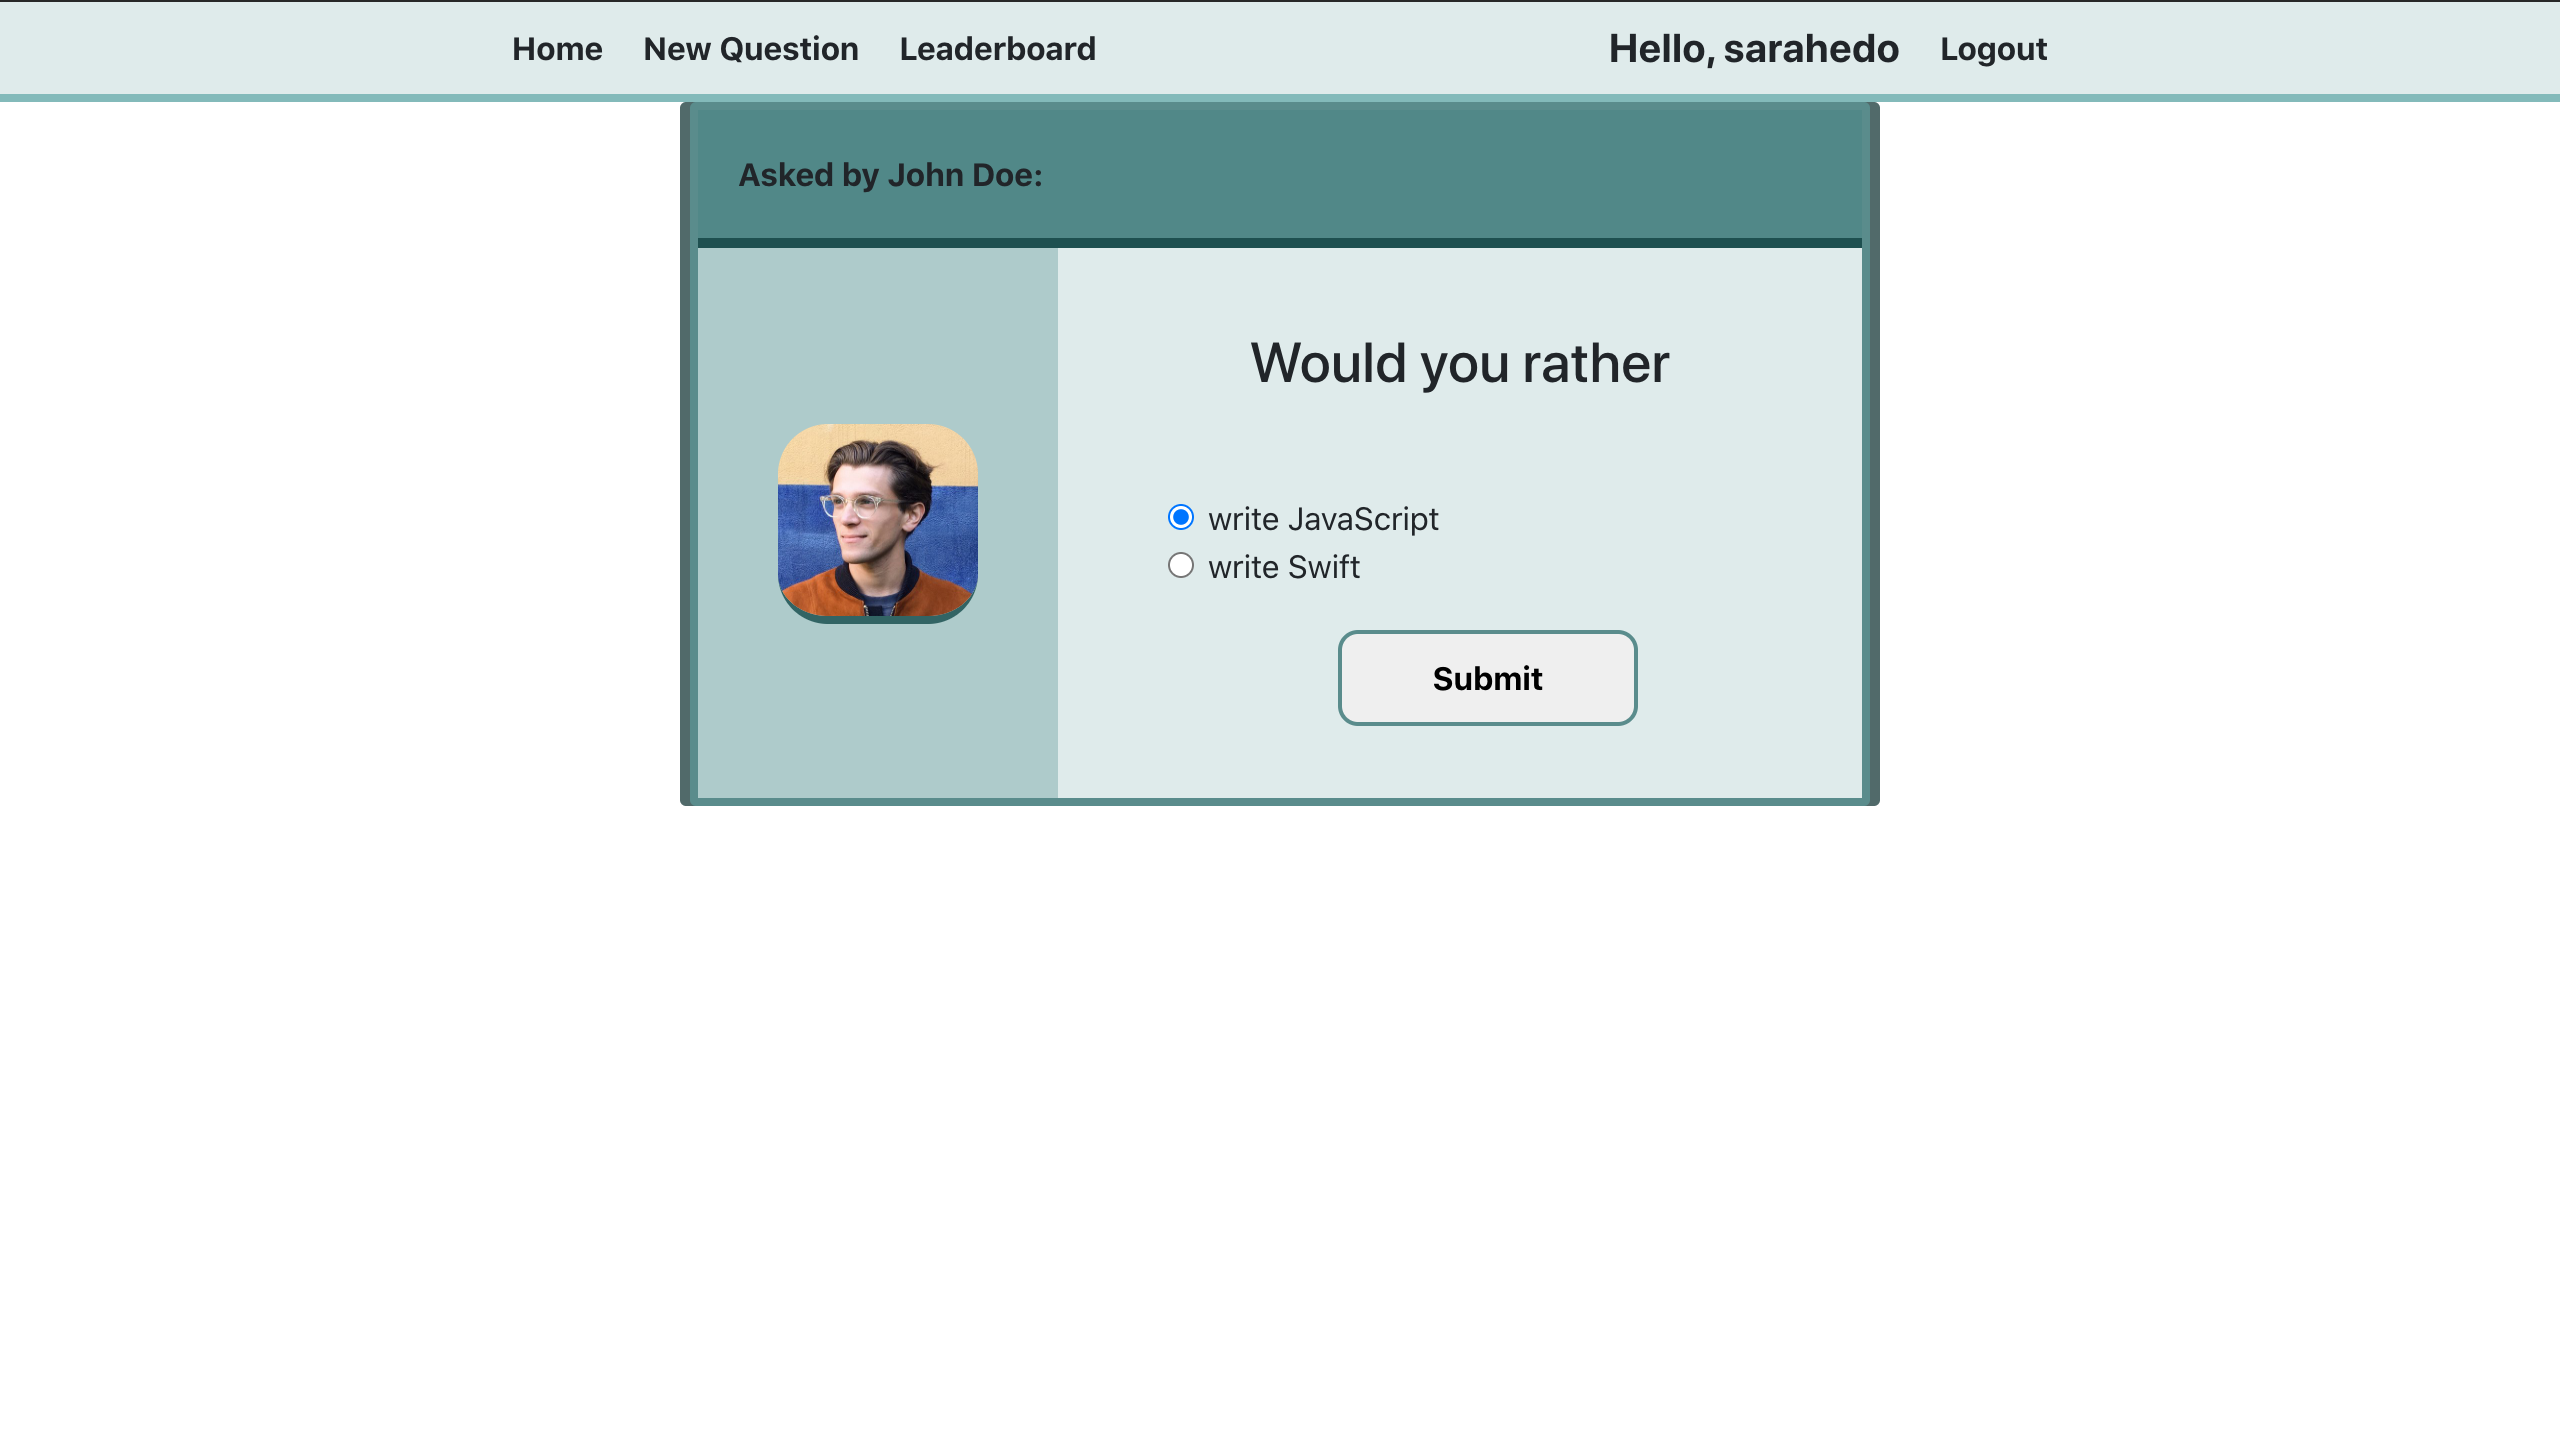 Home New Question Leaderboard Hello, sarahedo Logout
Asked by John Doe:
Would you rather
write JavaScript
write Swift
Submit